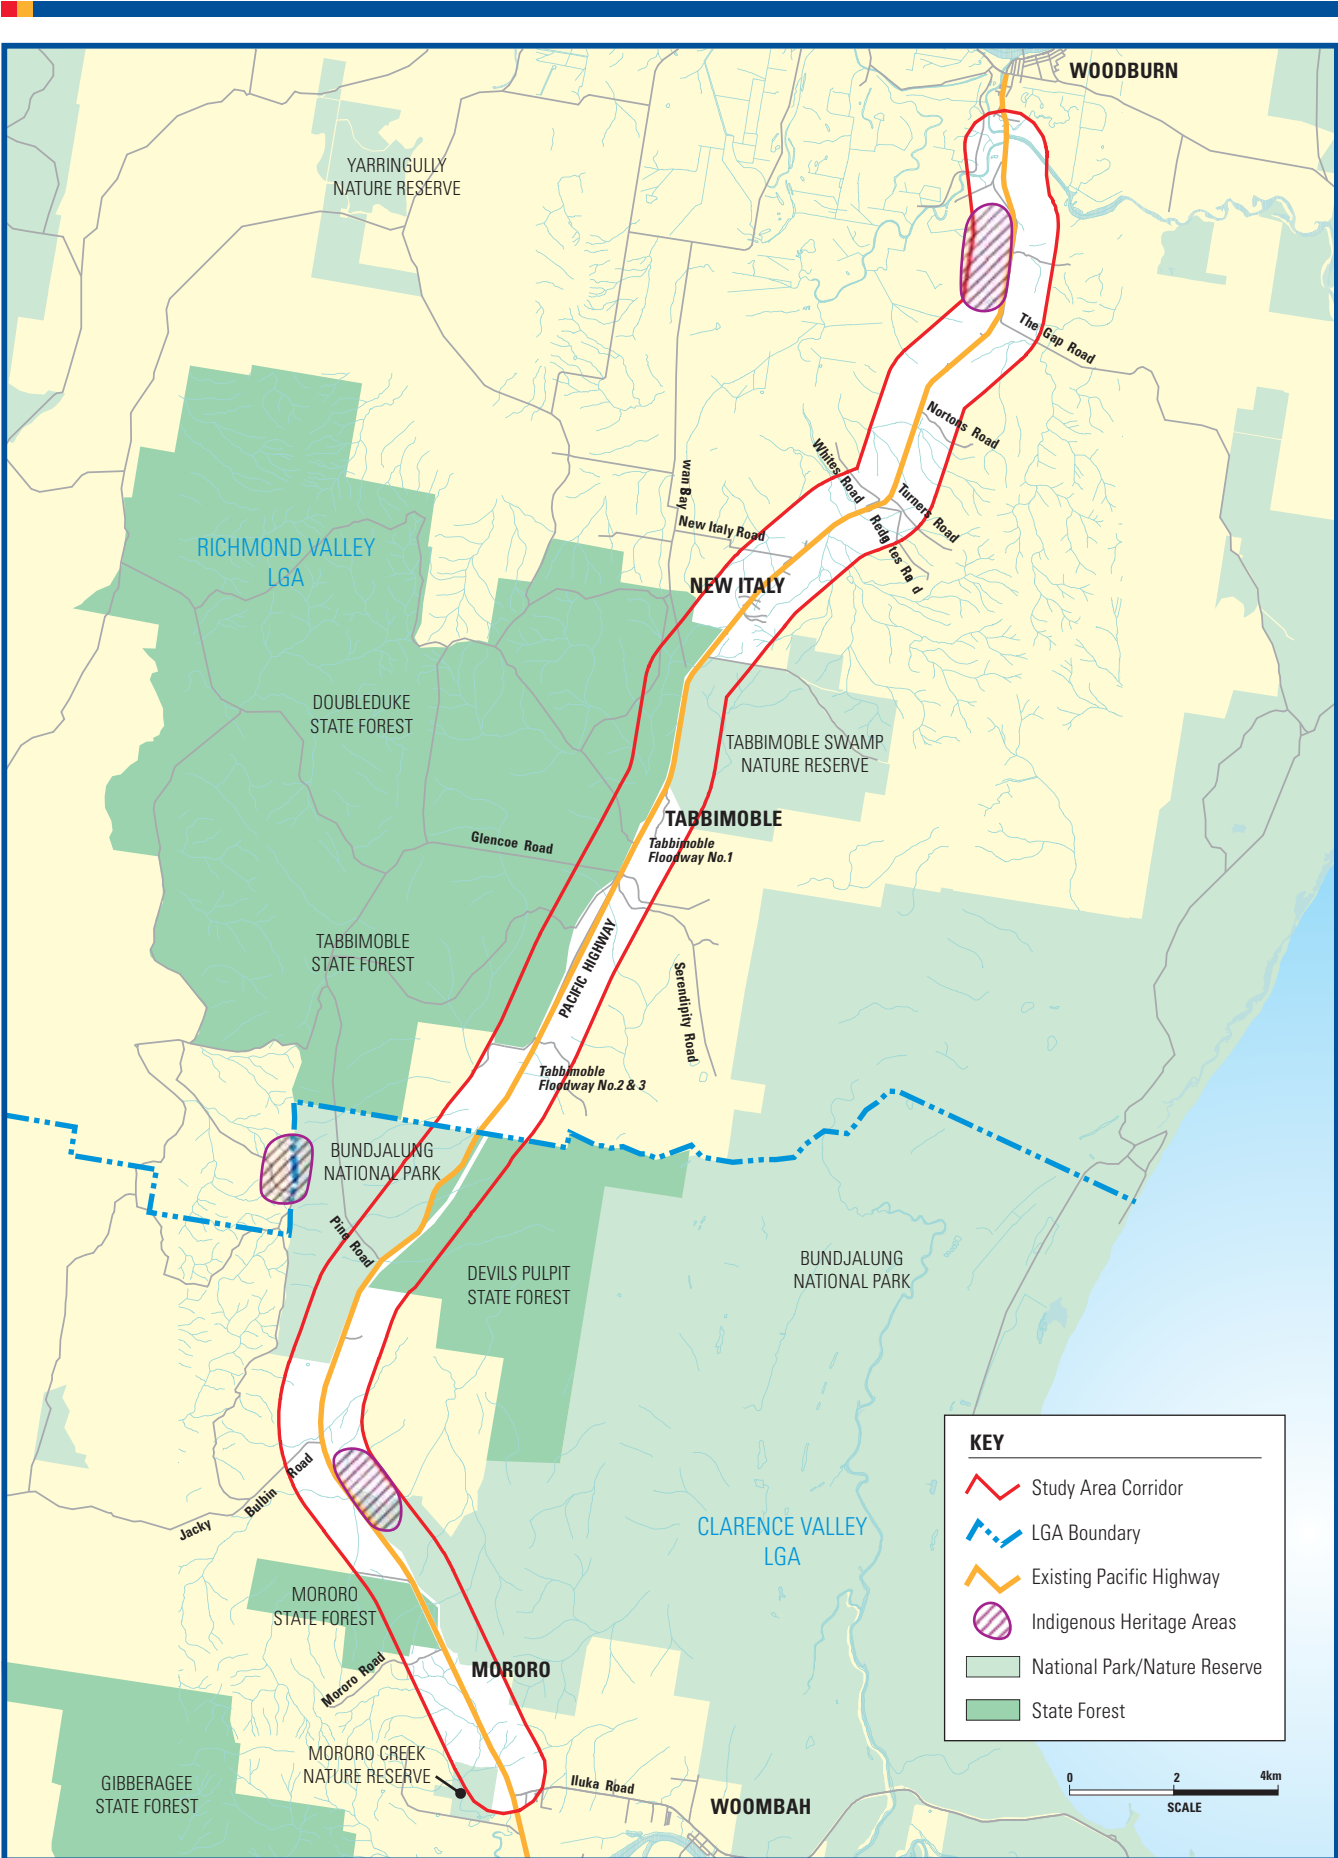 WOODBURN
YARRINGULLY
NATURE RESERVE
The Gap Road
Nortons Road
Whites Road
wan Bay
Turners Road
New Italy Road
Redg tes Ro d
RICHMOND VALLEY
LGA
NEW ITALY
DOUBLEDUKE
STATE FOREST
TABBIMOBLE SWAMP
NATURE RESERVE
TABBIMOBLE
Tabbimoble
Floodway No.1
Glencoe Road
PACIFIC HIGHWAY
TABBIMOBLE
STATE FOREST
Serendipity Road
Tabbimoble
Floodway No.2 & 3
BUNDJALUNG
NATIONAL PARK
Pine Road
DEVILS PULPIT
STATE FOREST
BUNDJALUNG
NATIONAL PARK
Jacky Bulbin Road
CLARENCE VALLEY
LGA
MORORO
STATE FOREST
Mororo Road
MORORO
MORORO CREEK
NATURE RESERVE
Iluka Road
GIBBERAGEE
STATE FOREST
WOOMBAH
KEY
Study Area Corridor
LGA Boundary
Existing Pacific Highway
Indigenous Heritage Areas
National Park/Nature Reserve
State Forest
0 2 4km
SCALE